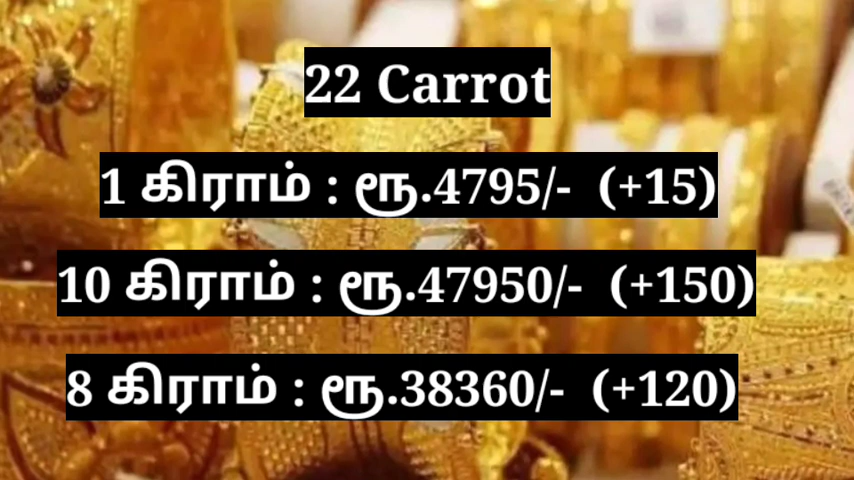 22 Carrot
1 கிராம் : ரூ.4795/- (+15)
10 கிராம் : ரூ.47950/- (+150)
8 கிராம் : ரூ.38360/- (+120)